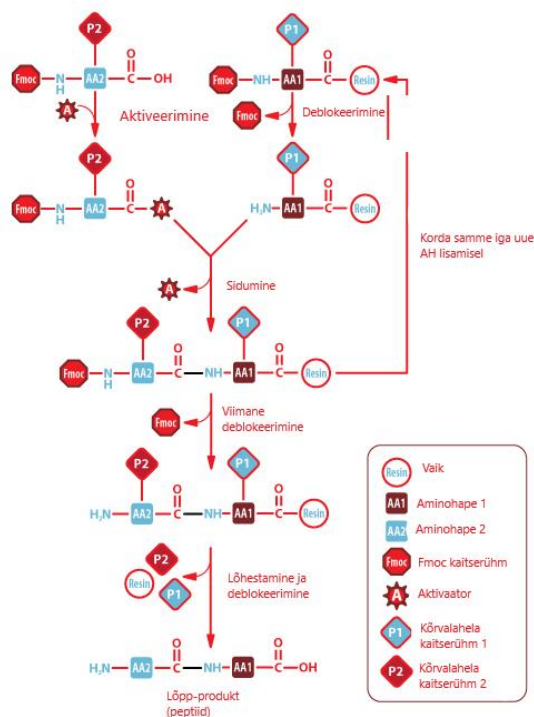 P2
P1
O
O
Fmoc
N
H
AA2
C
OH
Fmoc
NH
AA1
C
Resin
A
Aktiveerimine
Fmoc
Deblokeerimine
P2
P1
O
O
Fmoc
N
H
AA2
C
A
H₂N
AA1
C
Resin
Korda samme iga uue
AH lisamisel
A
Sidumine
P2
P1
O
O
Fmoc
N
H
AA2
C
NH
AA1
C
Resin
Fmoc
Viimane
deblokeerimine
P2
P1
O
O
H₂N
AA2
C
NH
AA1
C
Resin
P2
Resin
P1
Lõhestamine ja
deblokeerimine
O
O
H₂N
AA2
C
NH
AA1
C
OH
Lõpp-produkt
(peptiid)
Resin
Vaik
AA1
Aminohape 1
AA2
Aminohape 2
Fmoc
Fmoc kaitserühm
A
Aktivaator
P1
Kõrvalahela
kaitserühm 1
P2
Kõrvalahela
kaitserühm 2